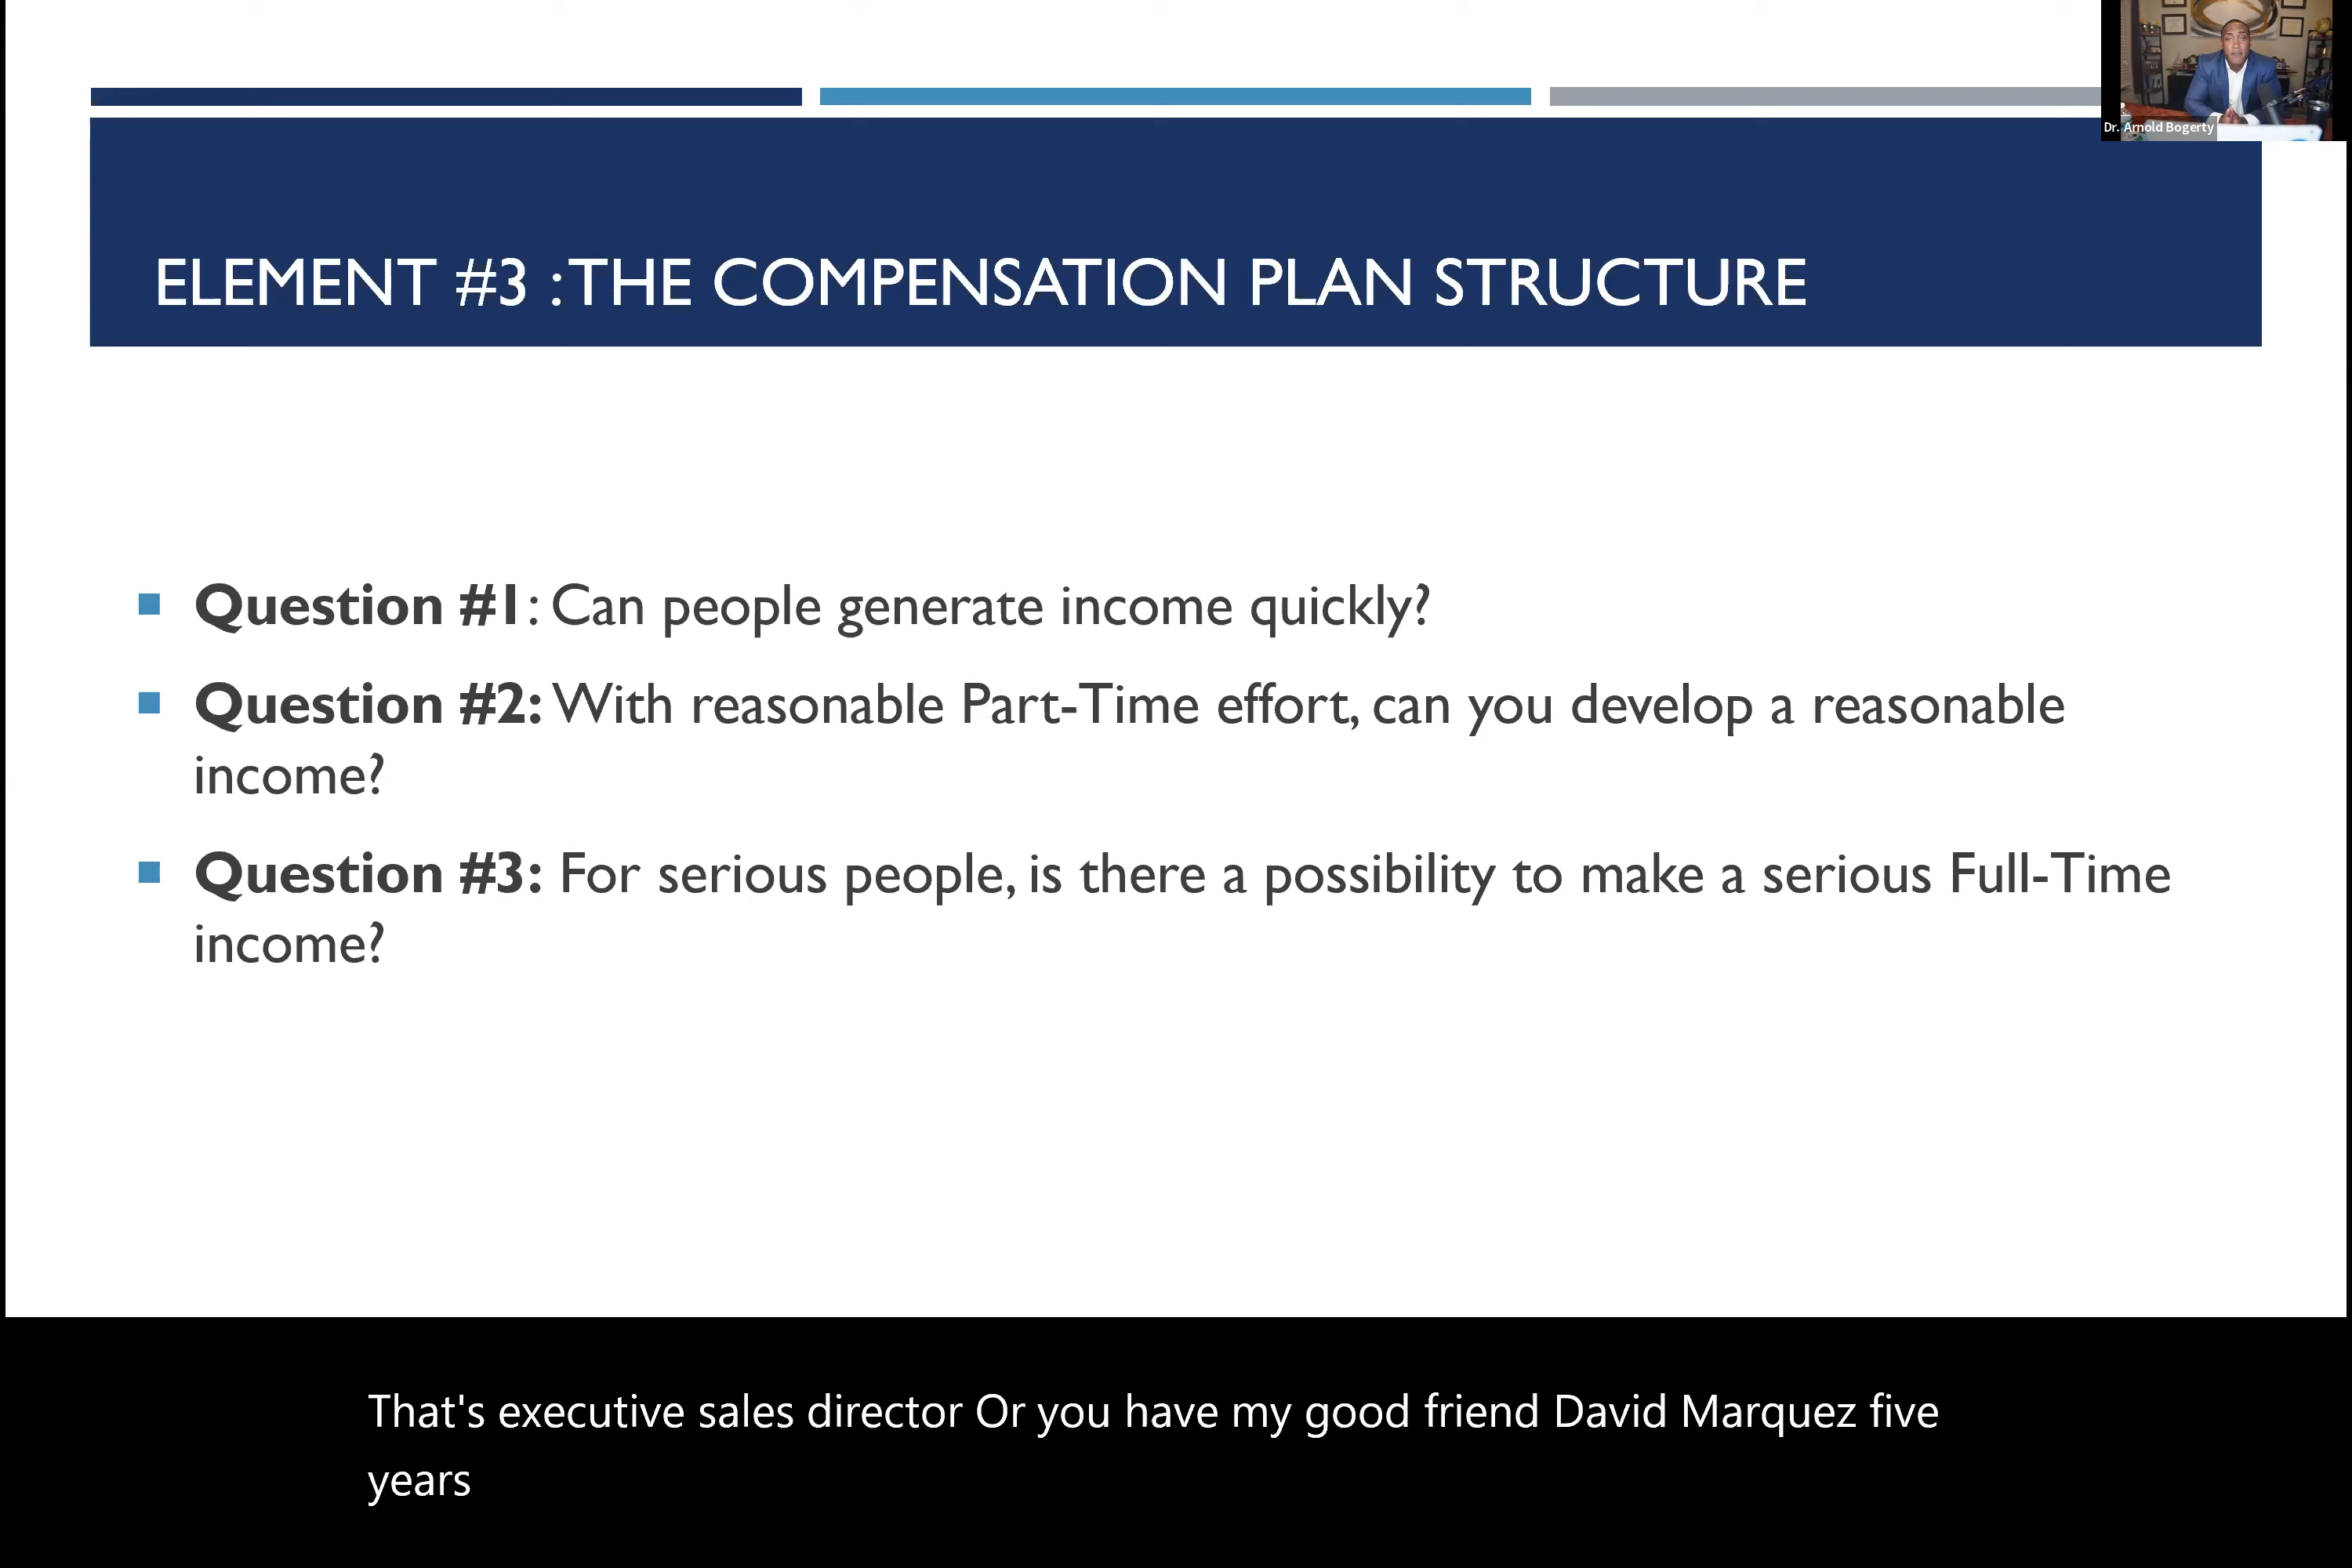 Dr. Arnold Bogerty
ELEMENT #3 : THE COMPENSATION PLAN STRUCTURE
Question #1: Can people generate income quickly?
Question #2: With reasonable Part-Time effort, can you develop a reasonable
income?
Question #3: For serious people, is there a possibility to make a serious Full-Time
income?
That's executive sales director Or you have my good friend David Marquez five
years